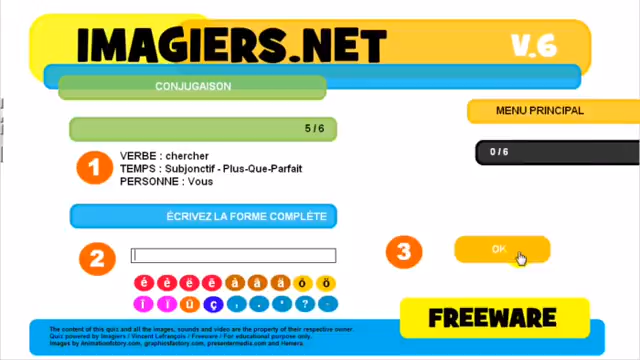 IMAGIERS.NET
V.6
CONJUGAISON
MENU PRINCIPAL
5 / 6
0 / 6
1
VERBE : chercher
TEMPS : Subjonctif - Plus-Que-Parfait
PERSONNE : Vous
ÉCRIVEZ LA FORME COMPLÈTE
2
3
OK
FREEWARE
The content of this quiz and all the images, sounds and video are the property of their respective owner.
Quiz powered by Imagiers / Vincent Lefrançois / For educational purpose only.
Images by Animationfactory.com, graphicsfactory.com, presentermedia.com and Hemera.